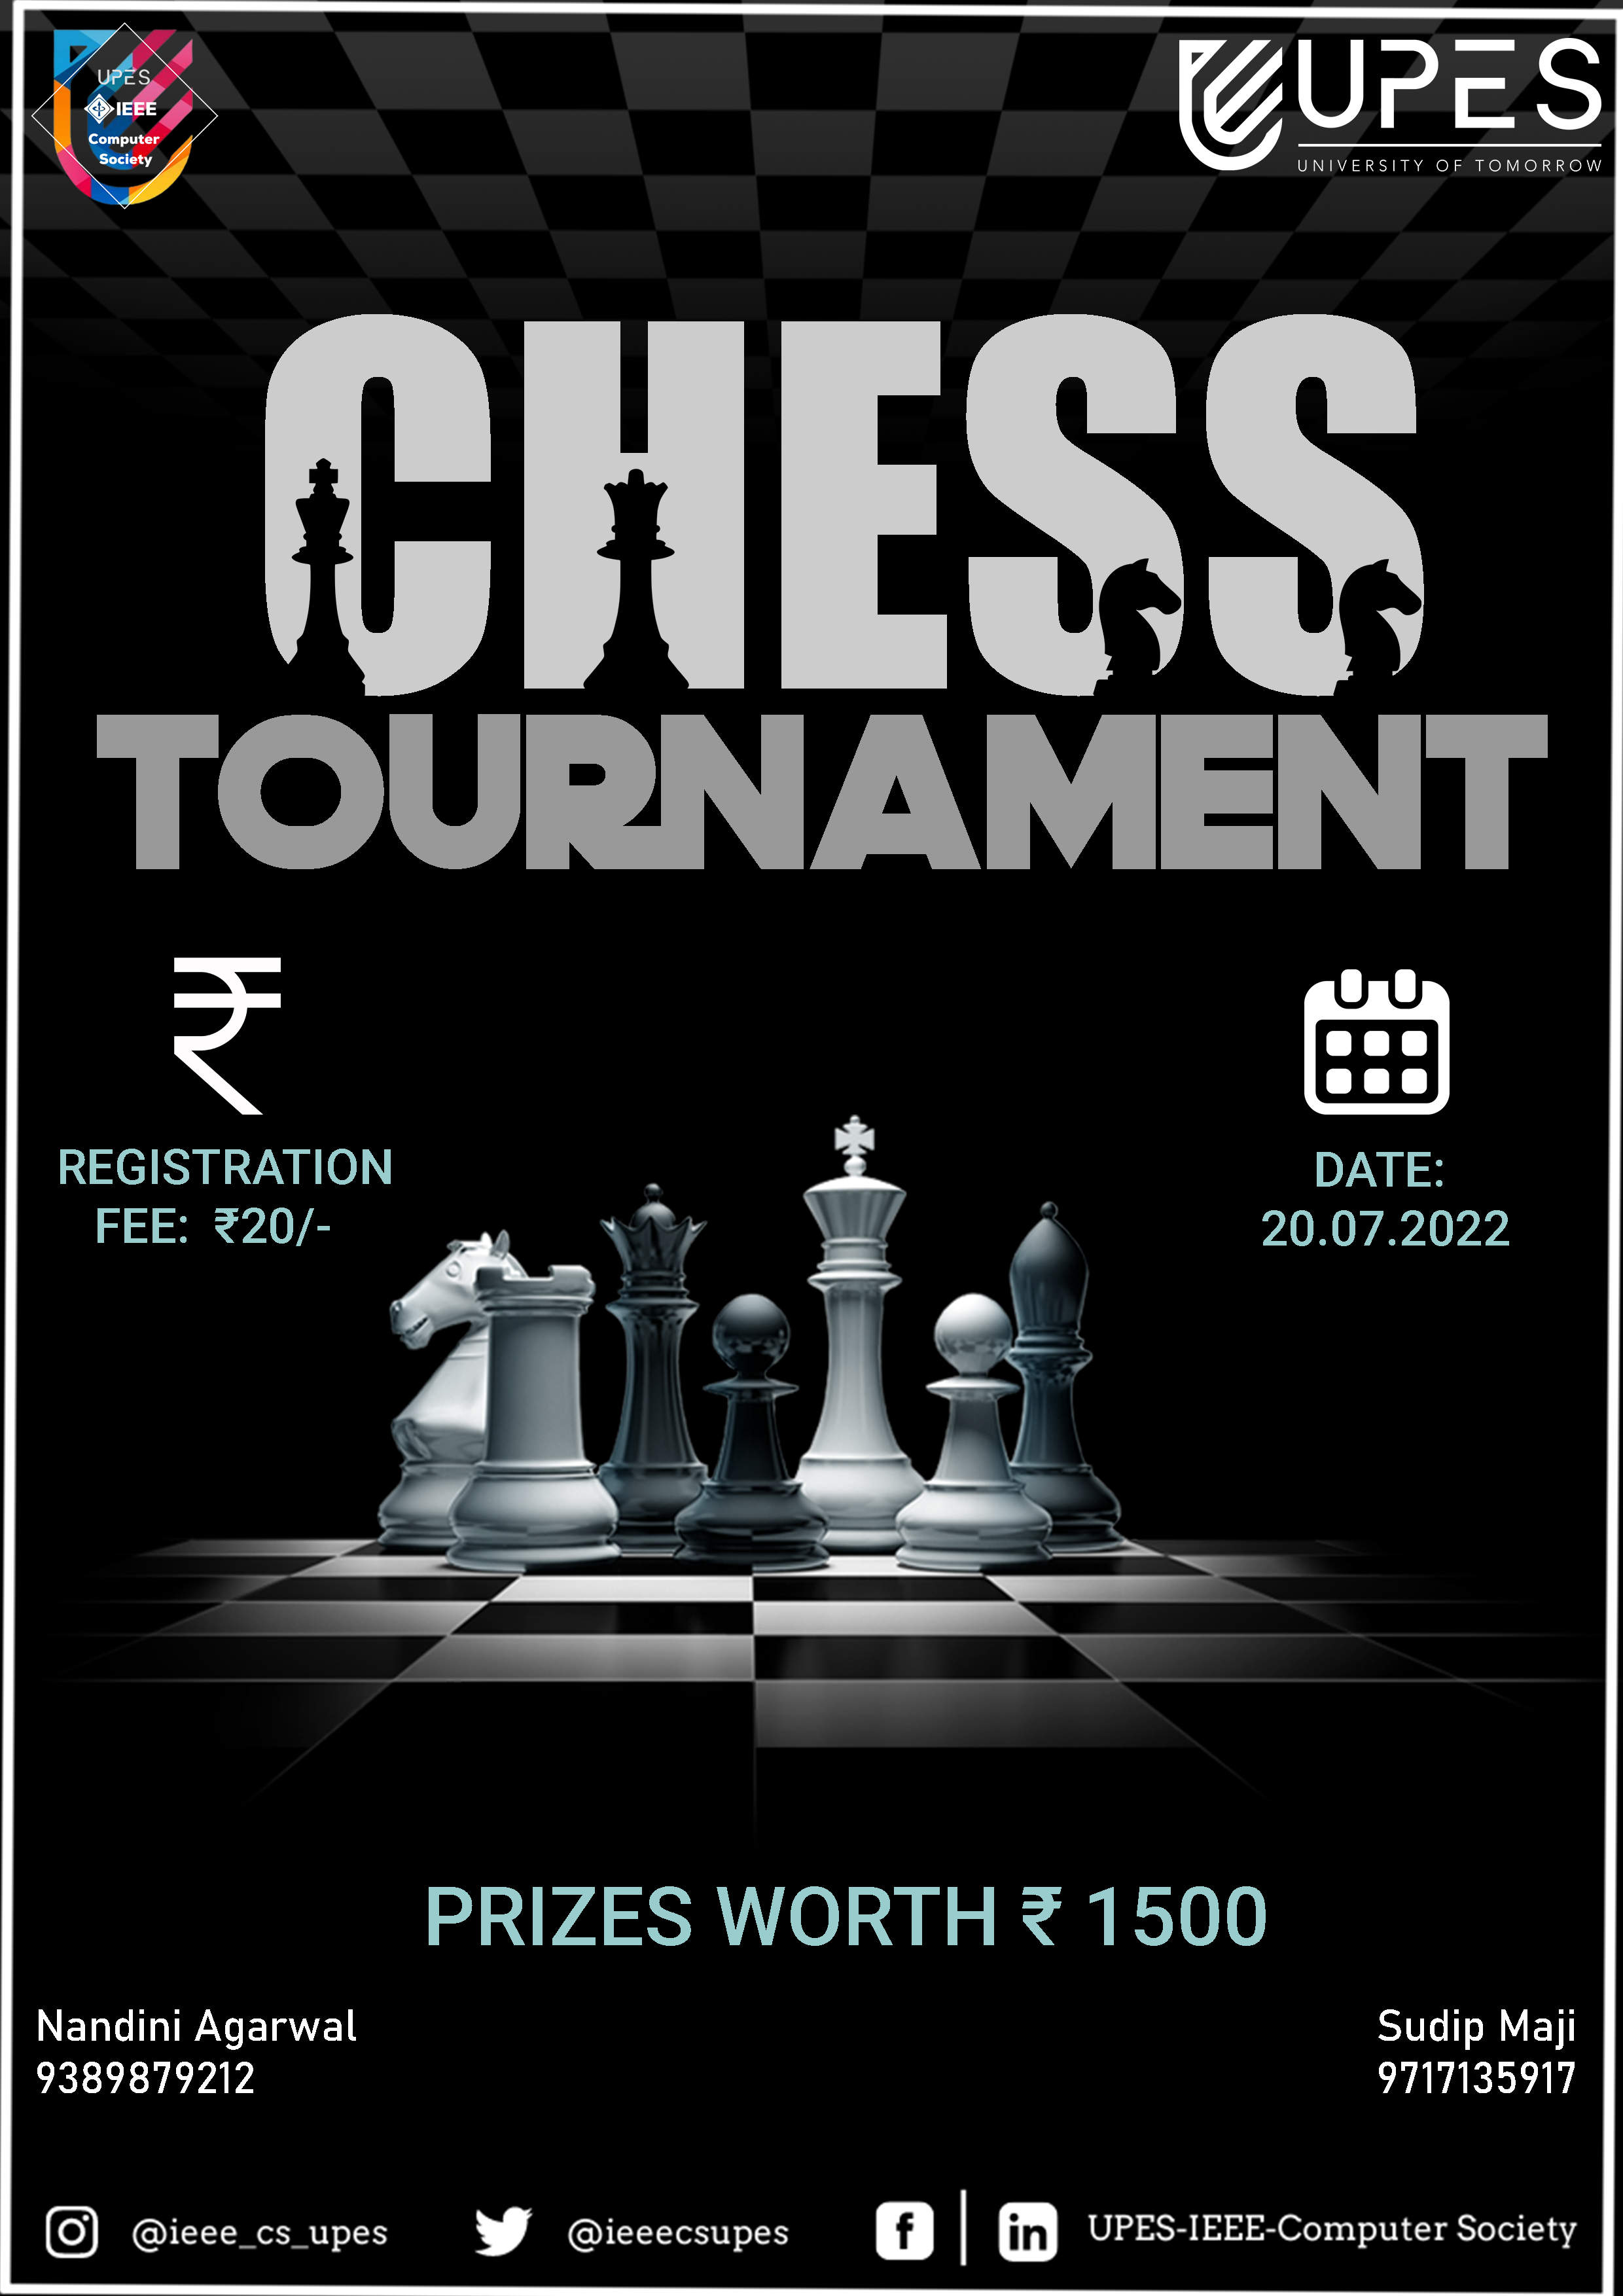 UPES
IEEE
Computer
Society
UPES
UNIVERSITY OF TOMORROW
CHESS
TOURNAMENT
₹
REGISTRATION
FEE: ₹20/-
DATE:
20.07.2022
PRIZES WORTH ₹ 1500
Nandini Agarwal
9389879212
Sudip Maji
9717135917
@ieee_cs_upes
@ieeecsupes
UPES-IEEE-Computer Society